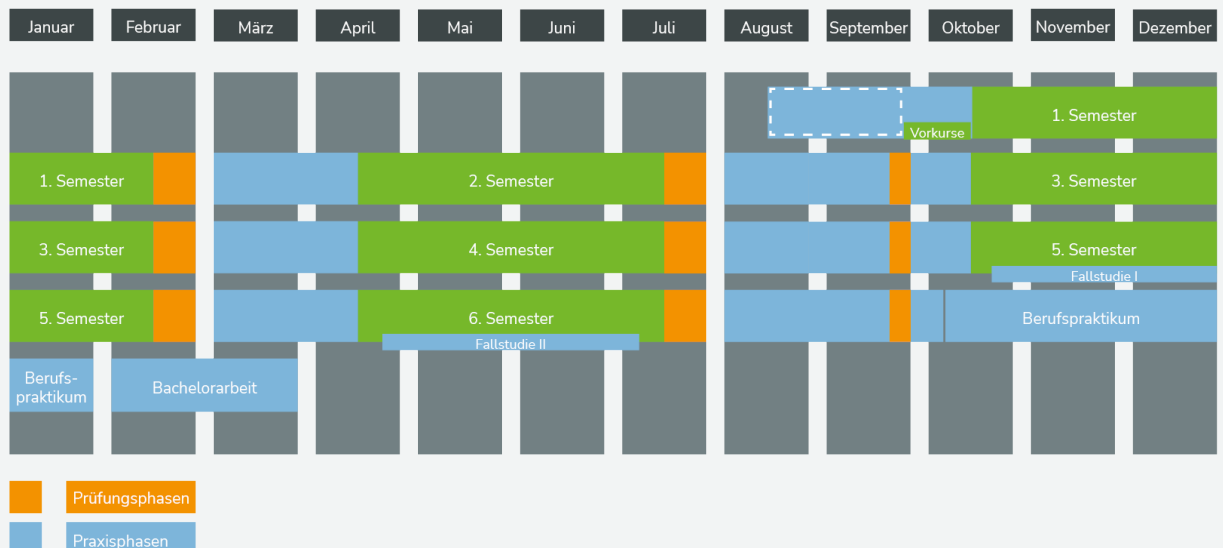 Januar
Februar
März
April
Mai
Juni
Juli
August
September
Oktober
November
Dezember
1. Semester
Vorkurse
1. Semester
2. Semester
3. Semester
3. Semester
4. Semester
5. Semester
Fallstudie I
5. Semester
6. Semester
Berufspraktikum
Fallstudie II
Berufs-
praktikum
Bachelorarbeit
Prüfungsphasen
Praxisphasen